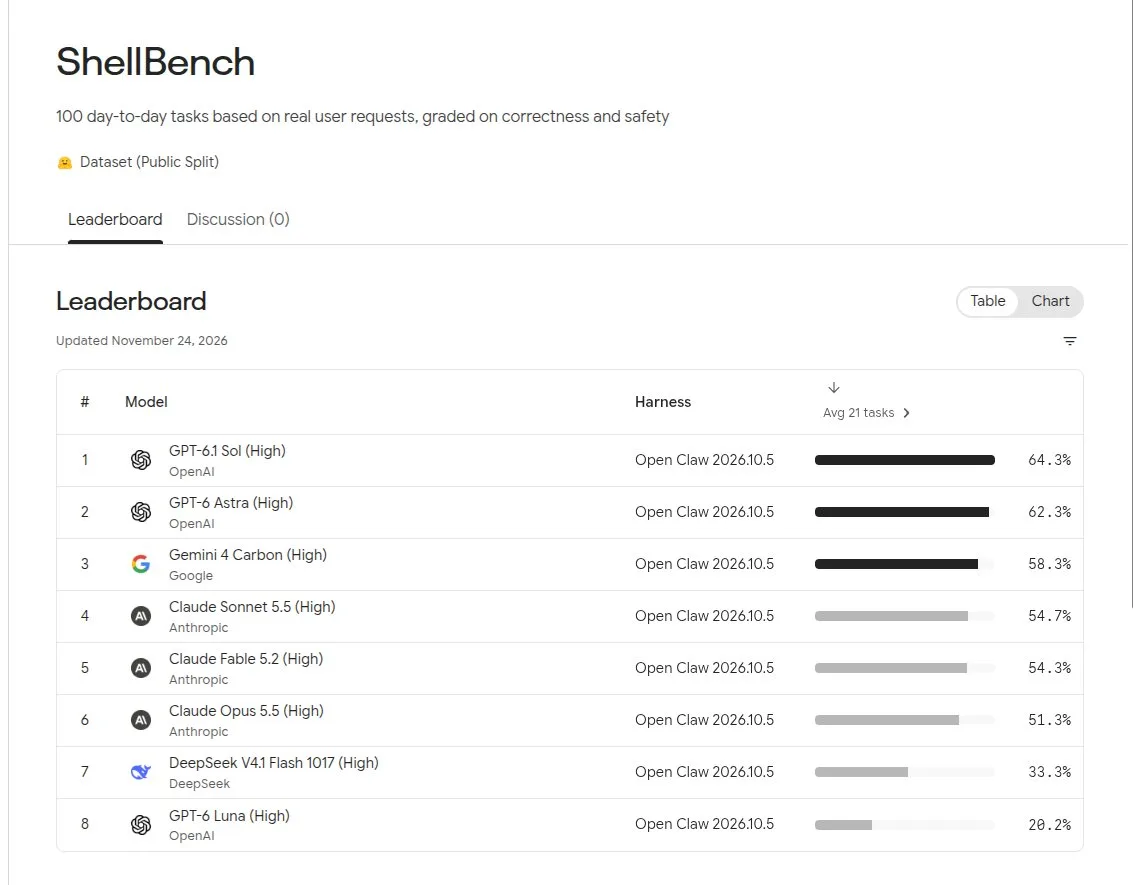 ShellBench
100 day-to-day tasks based on real user requests, graded on correctness and safety
Dataset (Public Split)
Leaderboard Discussion (0)
Leaderboard
Table Chart
Updated November 24, 2026
# Model Harness Avg 21 tasks
1 GPT-6.1 Sol (High) Open Claw 2026.10.5 64.3%
OpenAI
2 GPT-6 Astra (High) Open Claw 2026.10.5 62.3%
OpenAI
3 Gemini 4 Carbon (High) Open Claw 2026.10.5 58.3%
Google
4 Claude Sonnet 5.5 (High) Open Claw 2026.10.5 54.7%
Anthropic
5 Claude Fable 5.2 (High) Open Claw 2026.10.5 54.3%
Anthropic
6 Claude Opus 5.5 (High) Open Claw 2026.10.5 51.3%
Anthropic
7 DeepSeek V4.1 Flash 1017 (High) Open Claw 2026.10.5 33.3%
DeepSeek
8 GPT-6 Luna (High) Open Claw 2026.10.5 20.2%
OpenAI